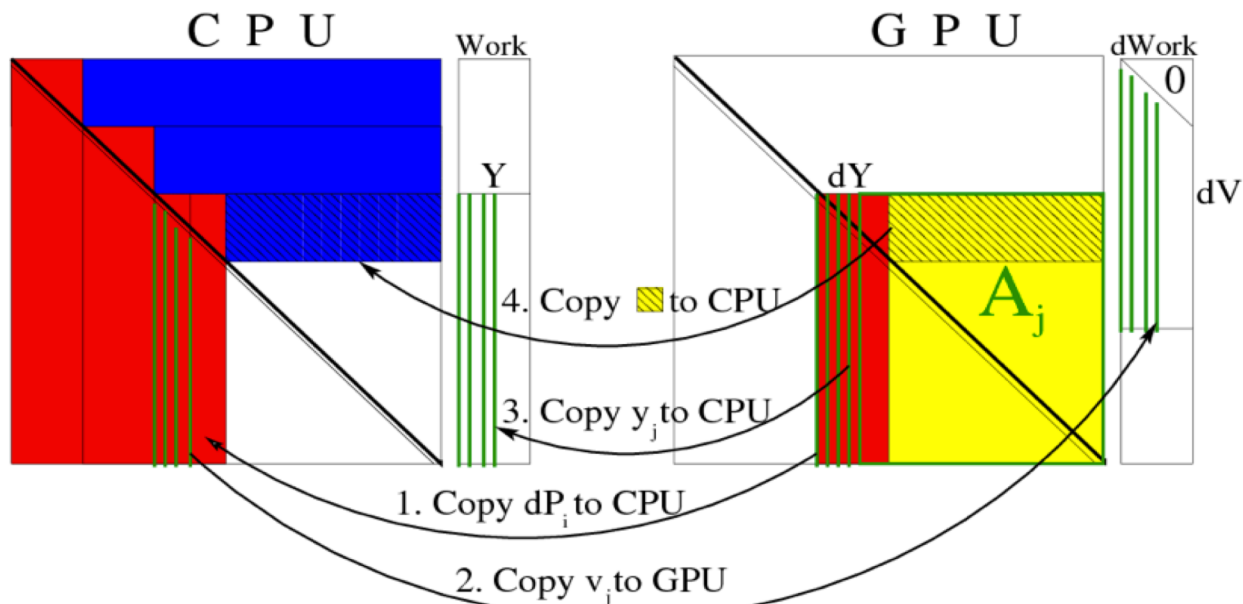 C P U
Work
G P U
dWork
0
Y
dY
dV
A_j
4. Copy to CPU
3. Copy y_j to CPU
1. Copy dP_i to CPU
2. Copy v_j to GPU